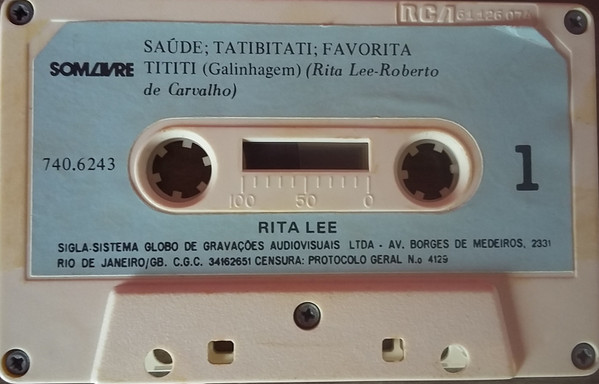 RCA
SAÚDE; TATIBITATI; FAVORITA
SOMLIVRE
TITITI (Galinhagem) (Rita Lee-Roberto
de Carvalho)
740.6243
1
100 50 0
RITA LEE
SIGLA-SISTEMA GLOBO DE GRAVAÇÕES AUDIOVISUAIS LTDA - AV. BORGES DE MEDEIROS, 2331
RIO DE JANEIRO/GB. C.G.C. 34162651 CENSURA: PROTOCOLO GERAL N.o 4129